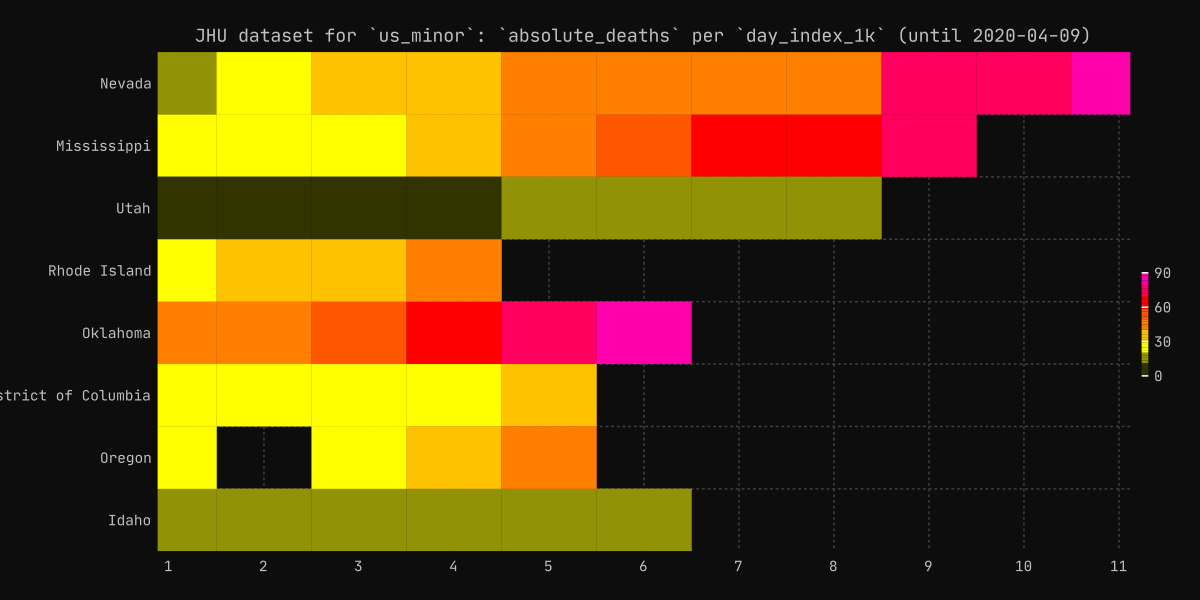 JHU dataset for `us_minor`: `absolute_deaths` per `day_index_1k` (until 2020-04-09)
Nevada
Mississippi
Utah
Rhode Island
Oklahoma
strict of Columbia
Oregon
Idaho
1 2 3 4 5 6 7 8 9 10 11
90
60
30
0